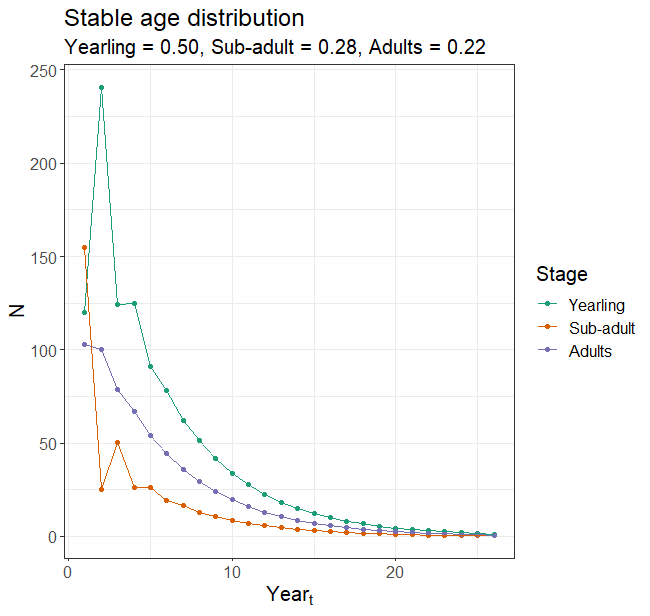 Stable age distribution
Yearling = 0.50, Sub-adult = 0.28, Adults = 0.22
250
200
150
100
50
0
N
0 10 20
Yearₜ
Stage
Yearling
Sub-adult
Adults